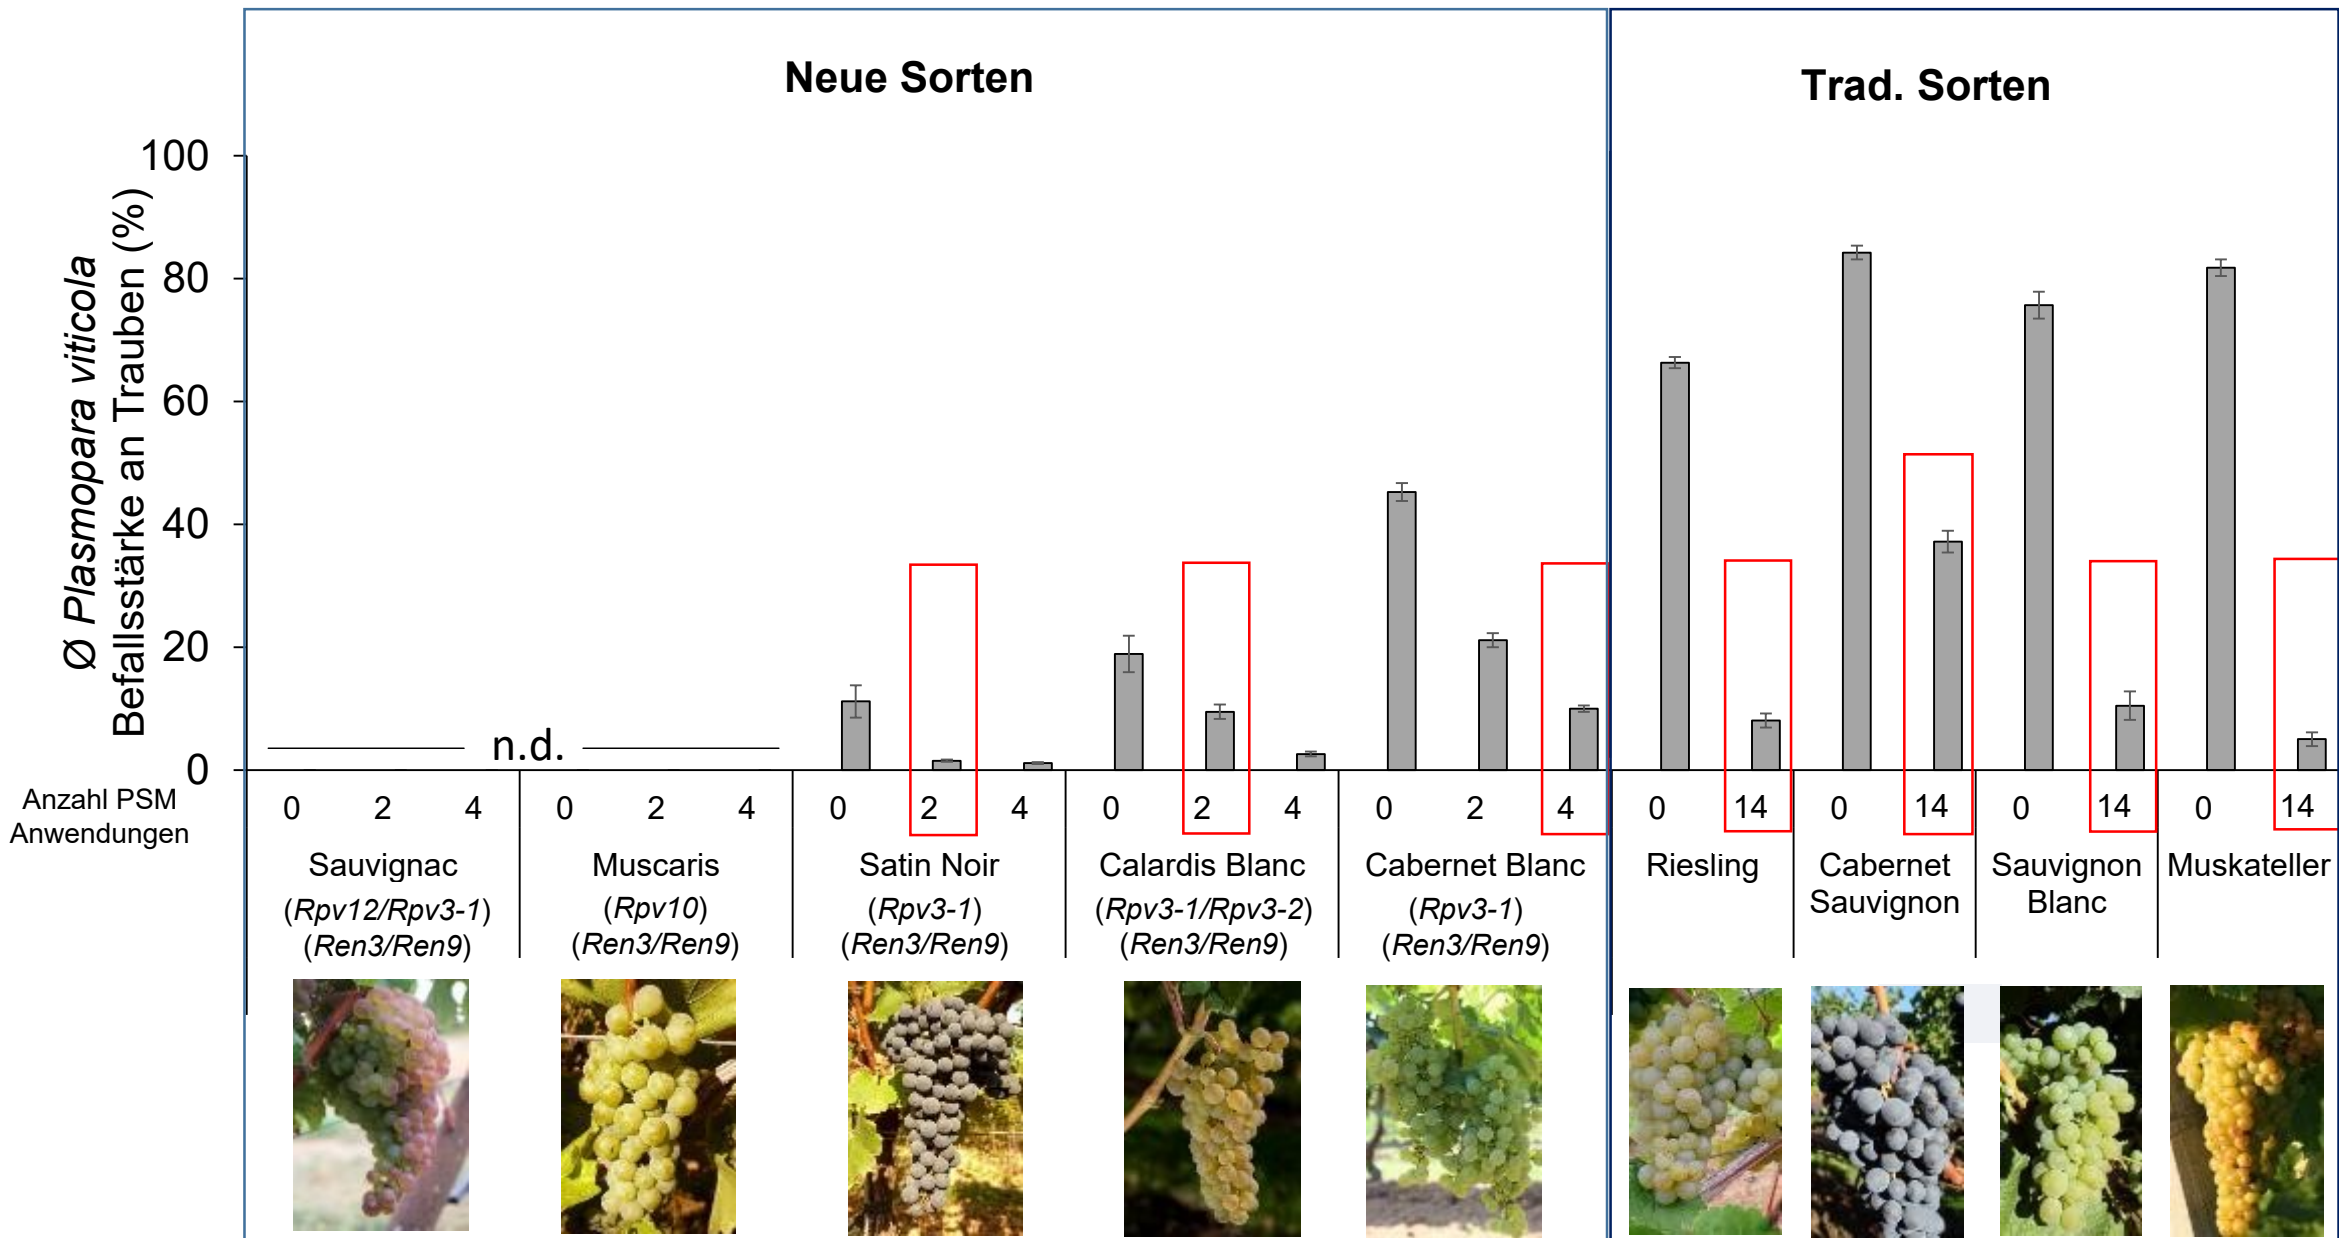 Neue Sorten
Trad. Sorten
Ø Plasmopara viticola
Befallsstärke an Trauben (%)
100
80
60
40
20
0
n.d.
Anzahl PSM
Anwendungen
0 2 4 0 2 4 0 2 4 0 2 4 0 2 4 0 14 0 14 0 14 0 14
Sauvignac
(Rpv12/Rpv3-1)
(Ren3/Ren9)
Muscaris
(Rpv10)
(Ren3/Ren9)
Satin Noir
(Rpv3-1)
(Ren3/Ren9)
Calardis Blanc
(Rpv3-1/Rpv3-2)
(Ren3/Ren9)
Cabernet Blanc
(Rpv3-1)
(Ren3/Ren9)
Riesling
Cabernet
Sauvignon
Sauvignon
Blanc
Muskateller